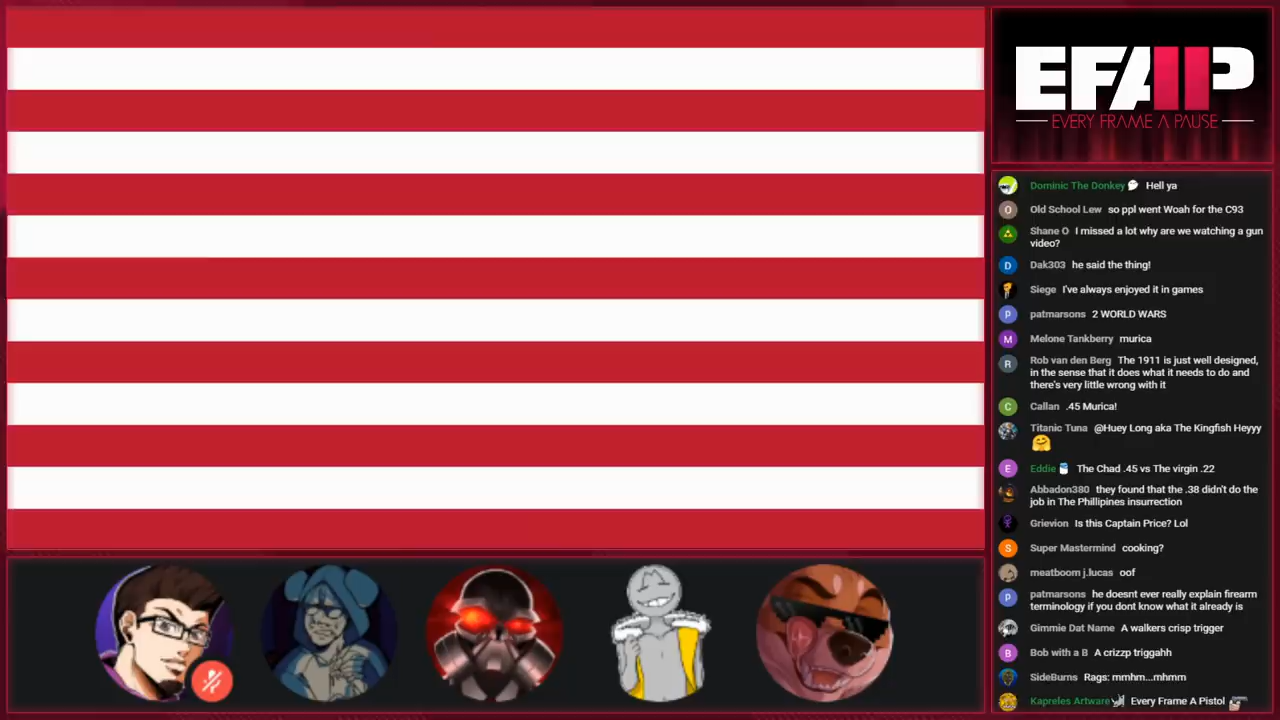 EFAP
EVERY FRAME A PAUSE
Dominic The Donkey Hell ya
Old School Lew so ppl went Woah for the C93
Shane O I missed a lot why are we watching a gun
video?
Dak303 he said the thing!
Siege I've always enjoyed it in games
patmarsons 2 WORLD WARS
Melone Tankberry murica
Rob van den Berg The 1911 is just well designed,
in the sense that it does what it needs to do and
there's very little wrong with it
Callan .45 Murica!
Titanic Tuna @Huey Long aka The Kingfish Heyyy
Eddie The Chad .45 vs The virgin .22
Abbadon380 they found that the .38 didn't do the
job in The Phillipines insurrection
Grievion Is this Captain Price? Lol
Super Mastermind cooking?
meatboom j.lucas oof
patmarsons he doesnt ever really explain firearm
terminology if you dont know what it already is
Gimmie Dat Name A walkers crisp trigger
Bob with a B A crizzp triggahh
SideBurns Rags: mmhm...mhmm
Kapreles Artware Every Frame A Pistol